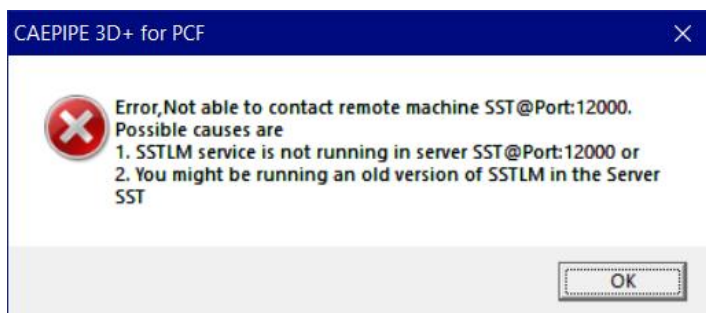 CAEPIPE 3D+ for PCF
Error,Not able to contact remote machine SST@Port:12000.
Possible causes are
1. SSTLM service is not running in server SST@Port:12000 or
2. You might be running an old version of SSTLM in the Server
SST
OK